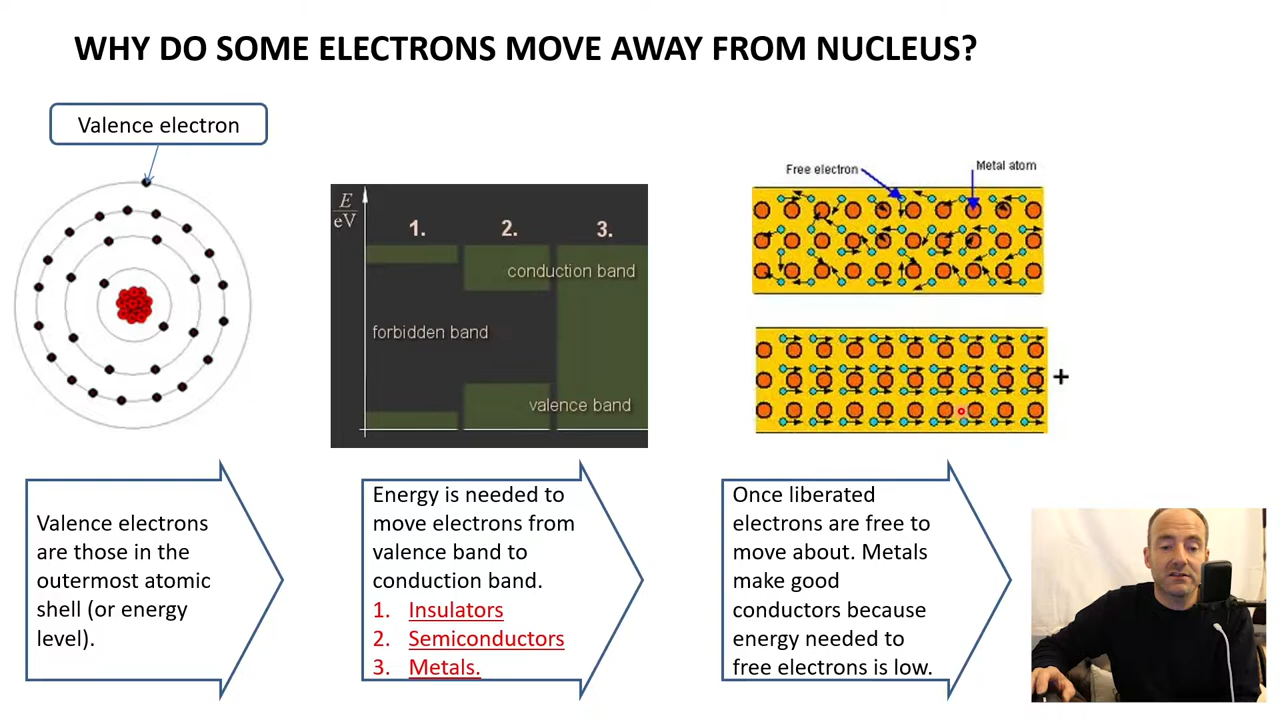 WHY DO SOME ELECTRONS MOVE AWAY FROM NUCLEUS?
Valence electron
E
eV
1.
2.
3.
conduction band
forbidden band
valence band
Free electron
Metal atom
+
Valence electrons
are those in the
outermost atomic
shell (or energy
level).
Energy is needed to
move electrons from
valence band to
conduction band.
1. Insulators
2. Semiconductors
3. Metals.
Once liberated
electrons are free to
move about. Metals
make good
conductors because
energy needed to
free electrons is low.